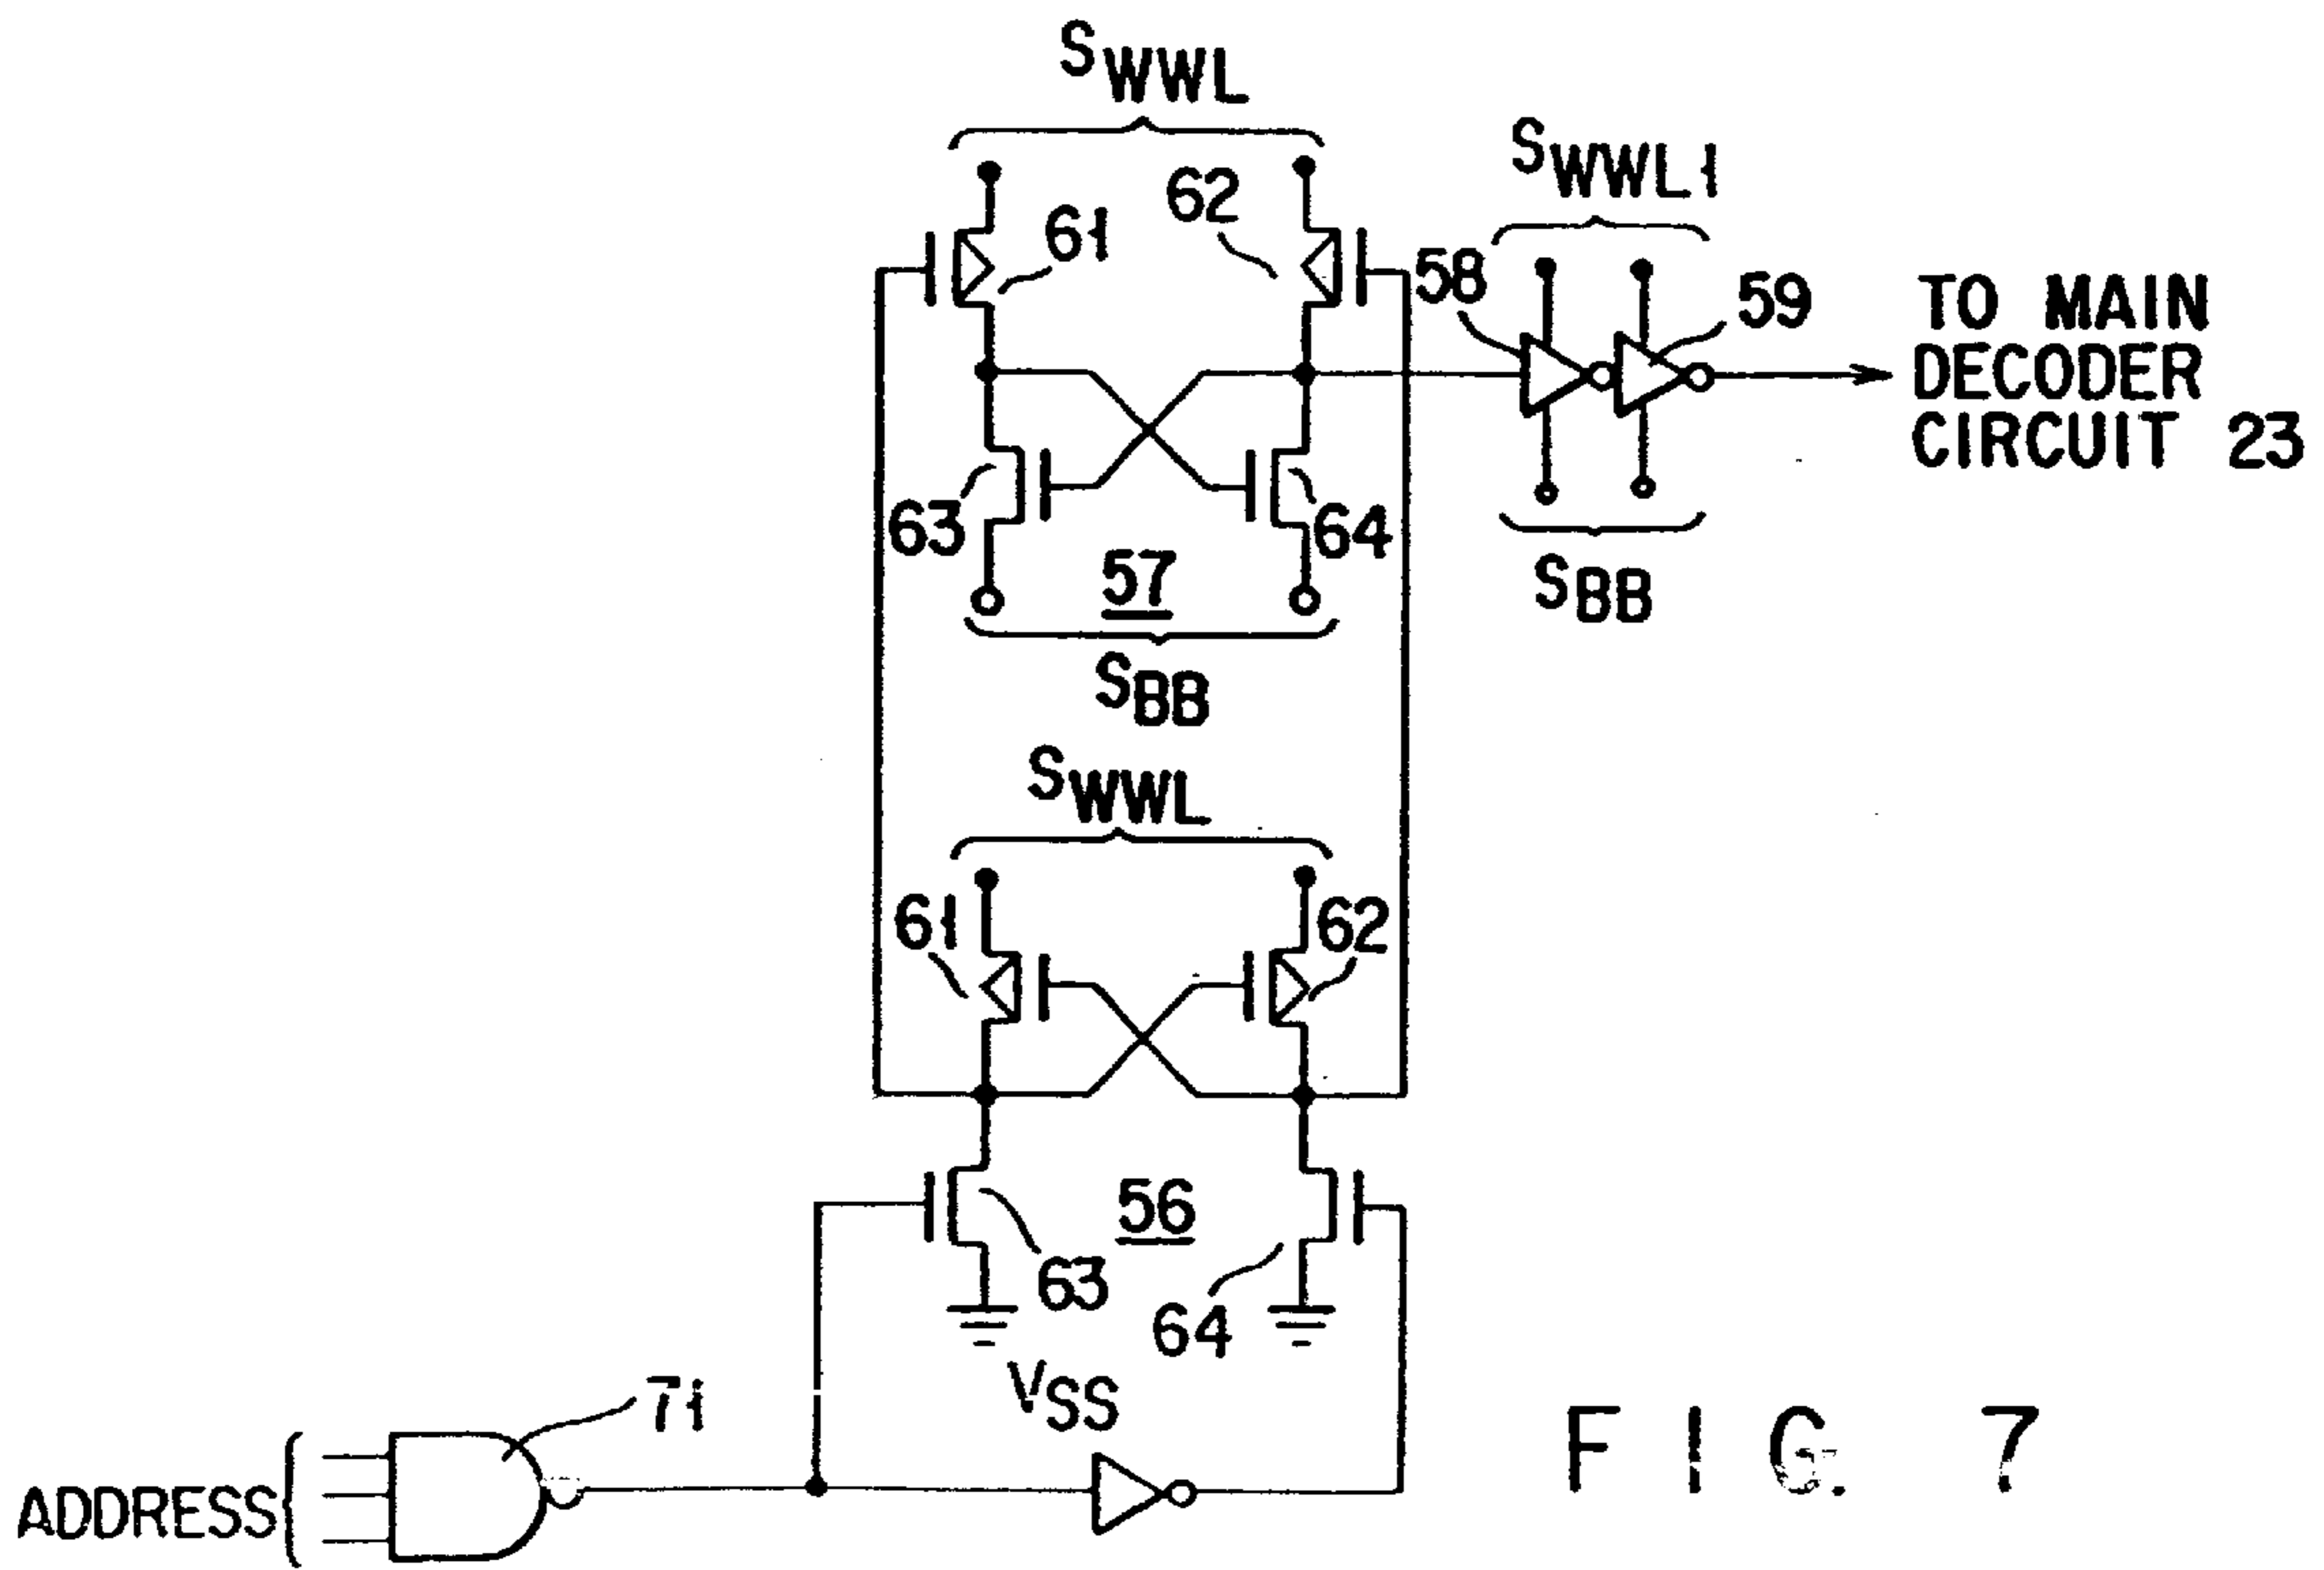 SWWL
SWWL1
62
61
58
59
TO MAIN
DECODER
CIRCUIT 23
63
64
57
SBB
SBB
SWWL
61
62
56
63
64
VSS
71
ADDRESS
FIG. 7